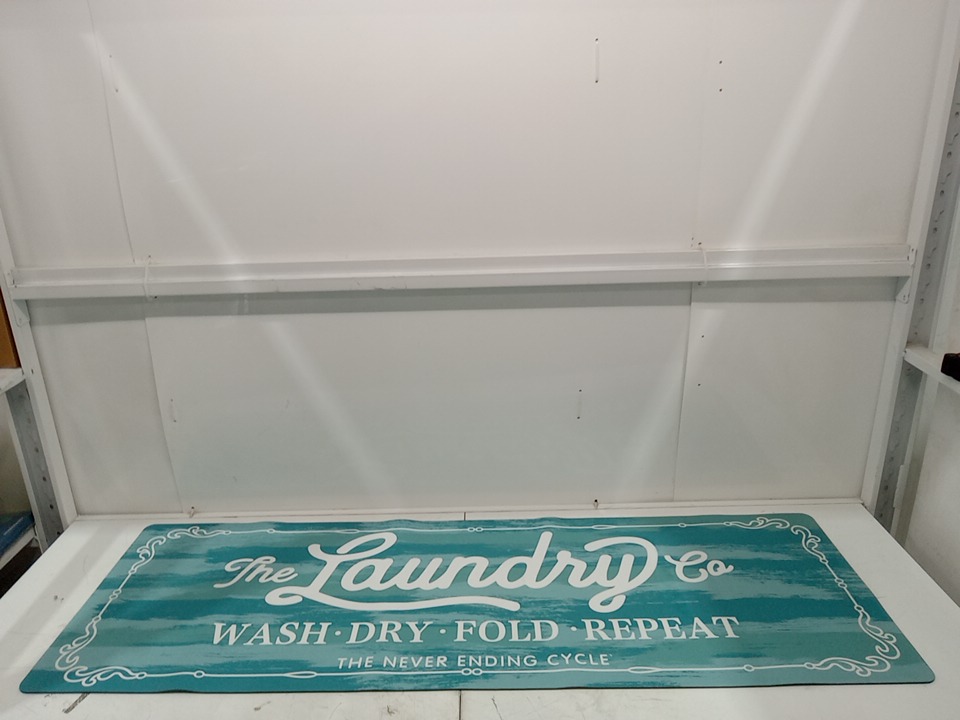 The Laundry Co
WASH · DRY · FOLD · REPEAT
THE NEVER ENDING CYCLE